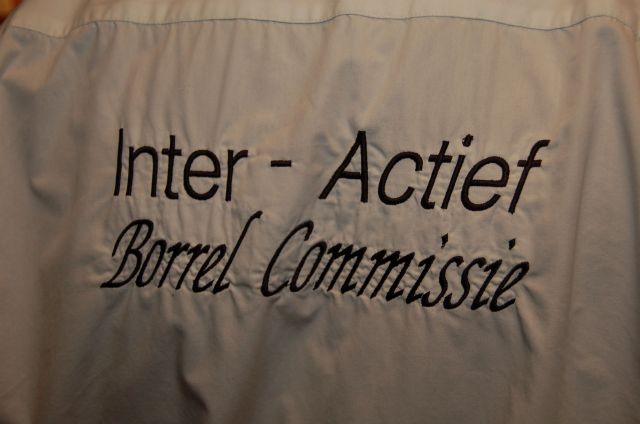 Inter - Actief
Borrel Commissie